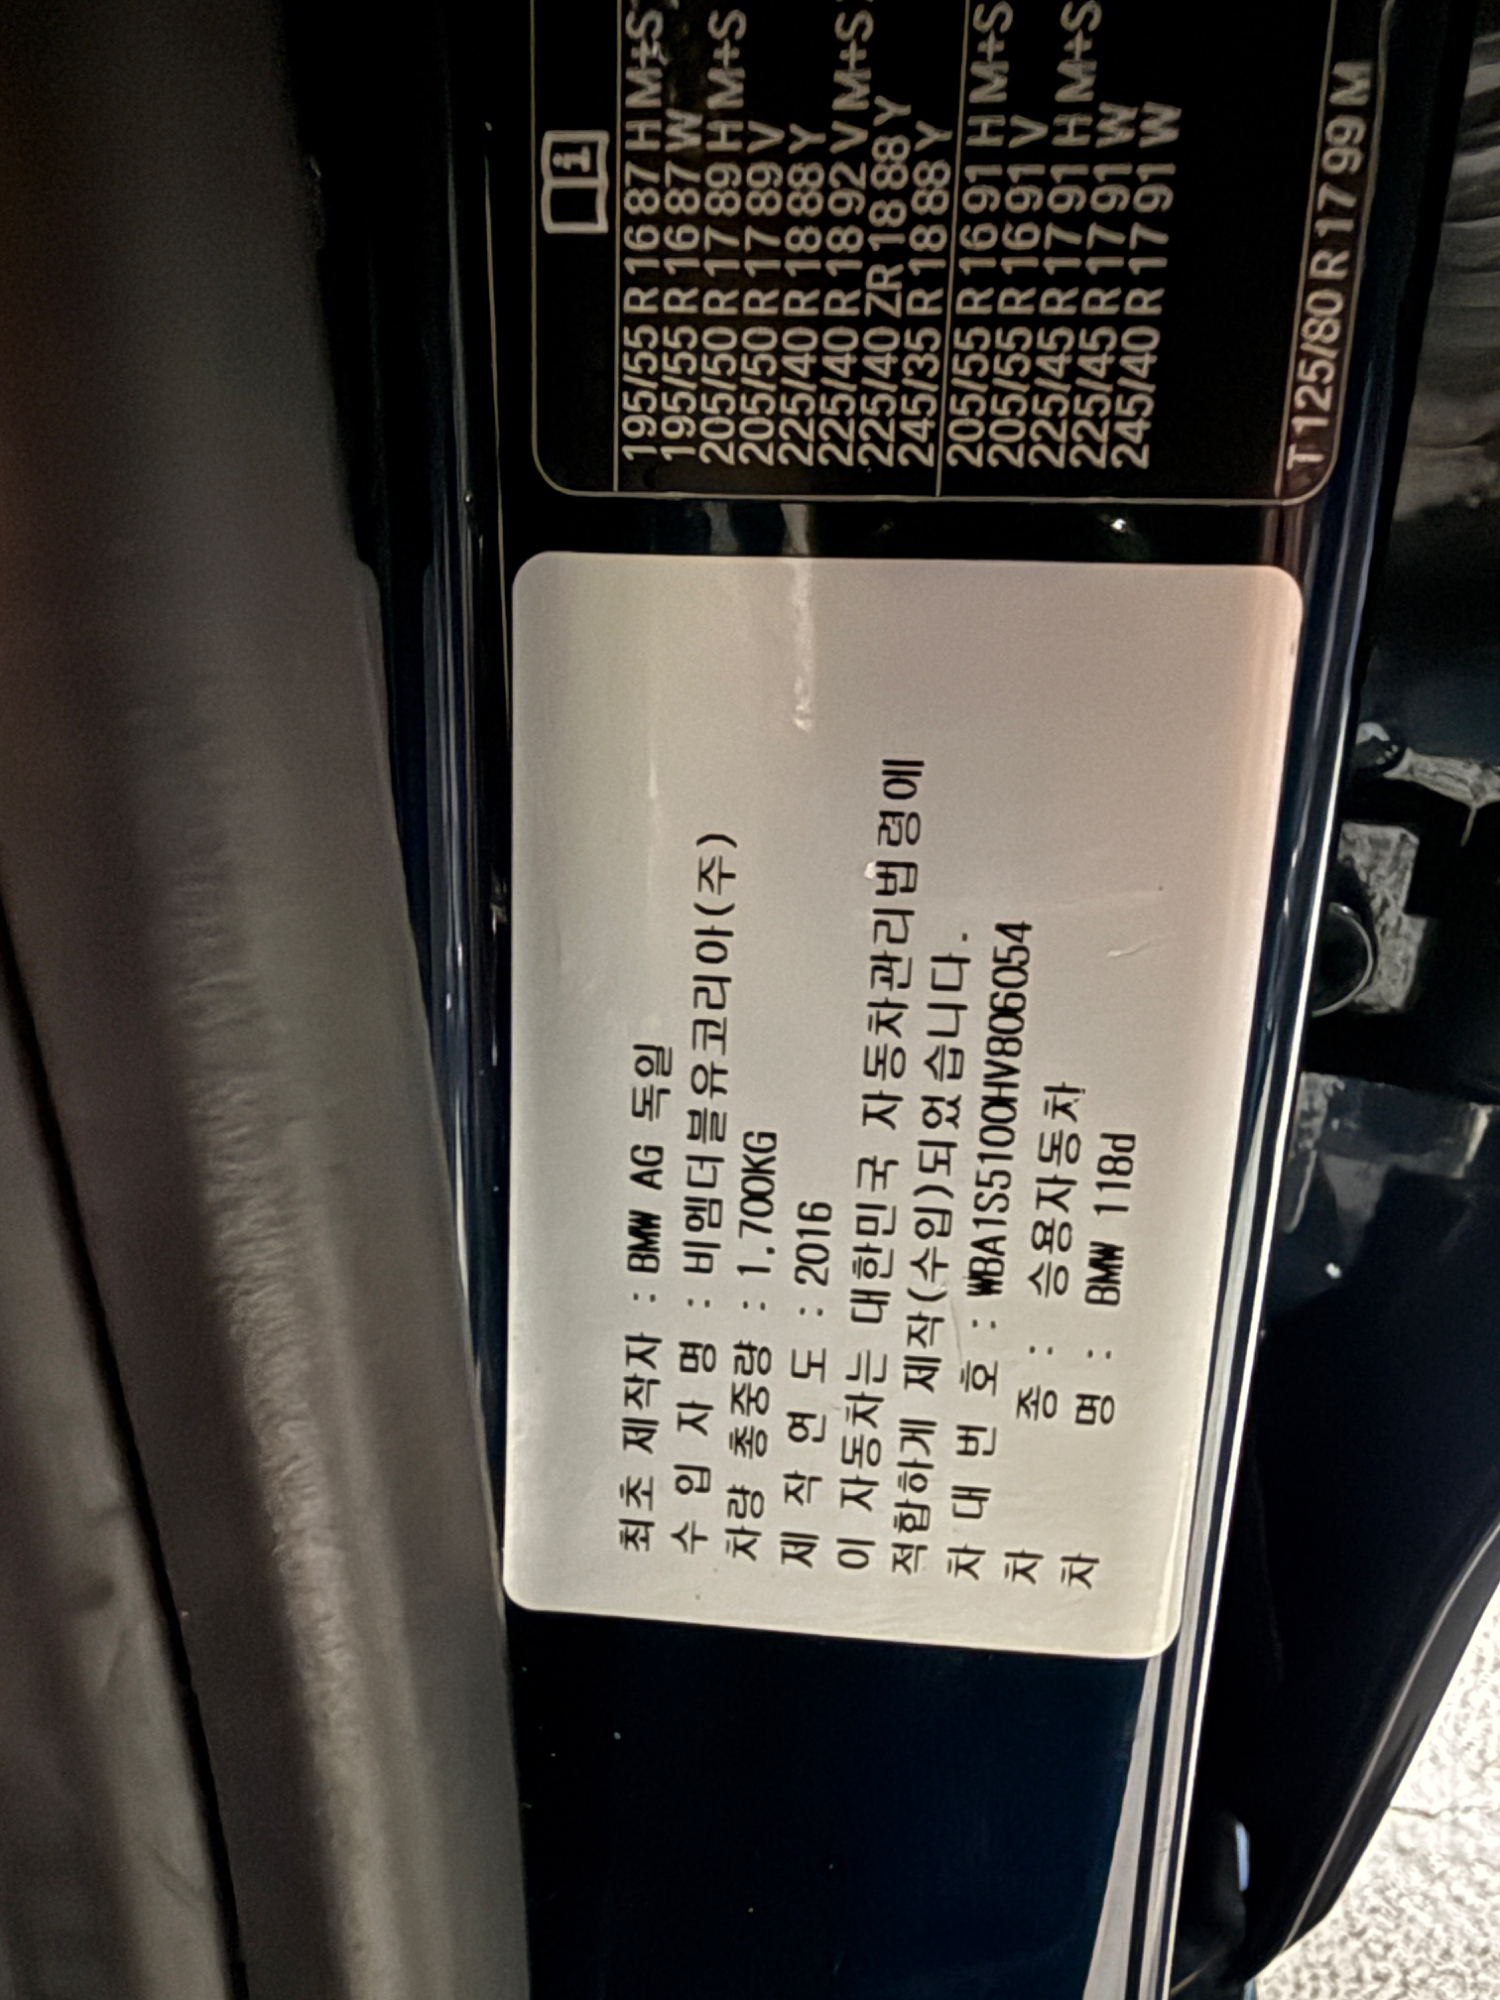 최초 제작자 : BMW AG 독일
수 입 자 명 : 비엠더블유코리아(주)
차량 총중량 : 1,700KG
제 작 연 도 : 2016
이 자동차는 대한민국 자동차관리법령에
적합하게 제작(수입)되었습니다.
차 대 번 호 : WBA1S5100HV806054
차 종 : 승용자동차
차 명 : BMW 118d
195/55 R 16 87 H M+S
195/55 R 16 87 W
205/50 R 17 89 H M+S
205/50 R 17 89 V
225/40 R 18 88 Y
225/40 R 18 92 V M+S
225/40 ZR 18 88 Y
245/35 R 18 88 Y
205/55 R 16 91 H M+S
205/55 R 16 91 V
225/45 R 17 91 H M+S
225/45 R 17 91 W
245/40 R 17 91 W
T 125/80 R 17 99 M